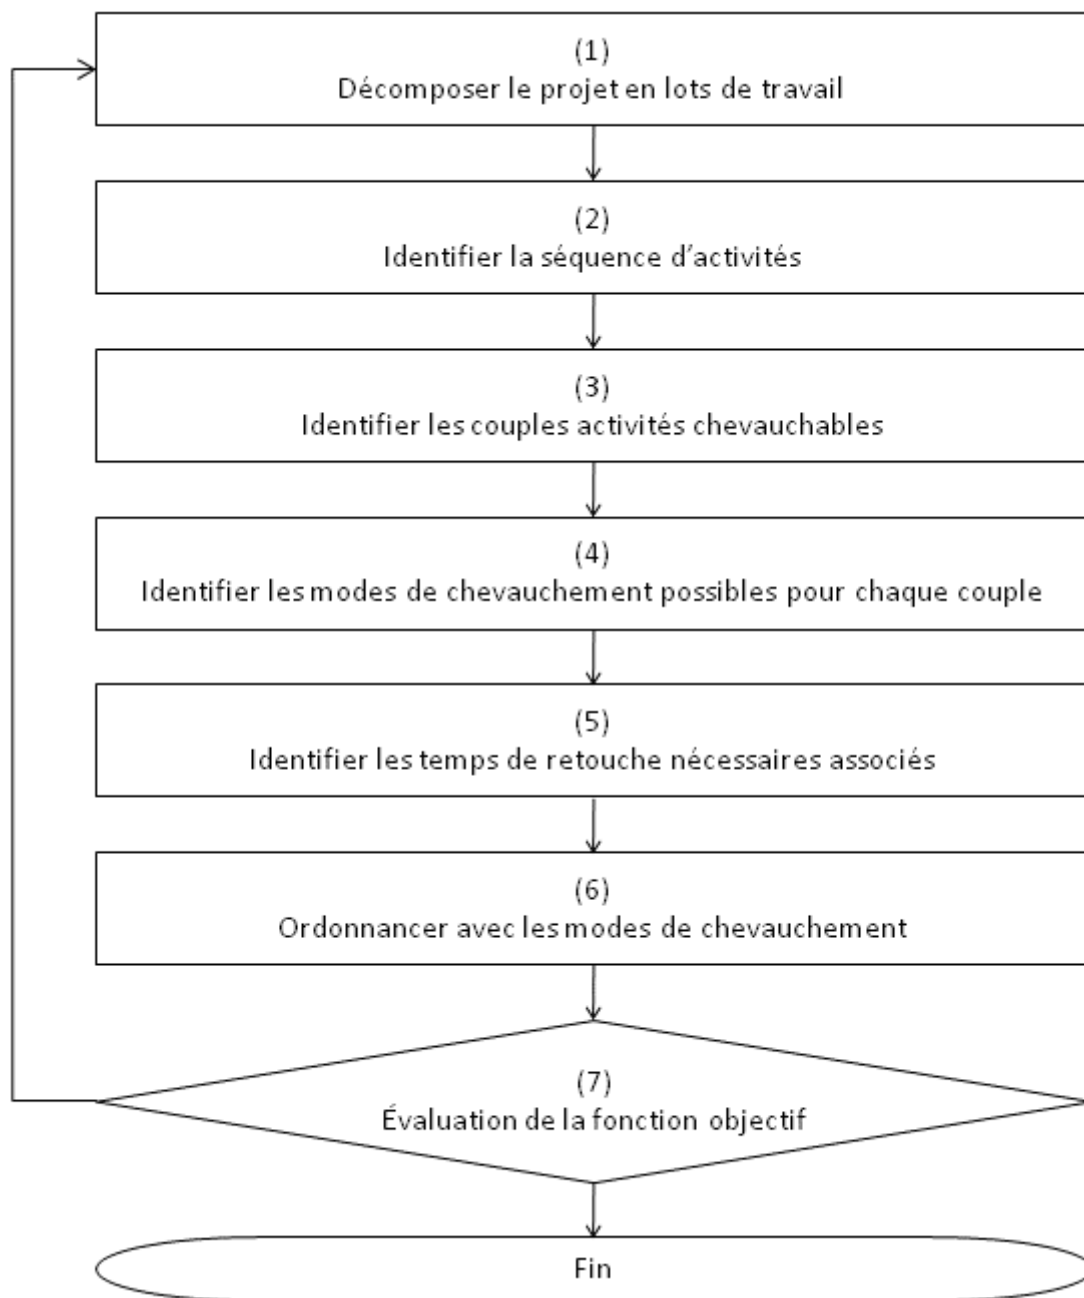 (1)
Décomposer le projet en lots de travail
(2)
Identifier la séquence d’activités
(3)
Identifier les couples activités chevauchables
(4)
Identifier les modes de chevauchement possibles pour chaque couple
(5)
Identifier les temps de retouche nécessaires associés
(6)
Ordonnancer avec les modes de chevauchement
(7)
Évaluation de la fonction objectif
Fin